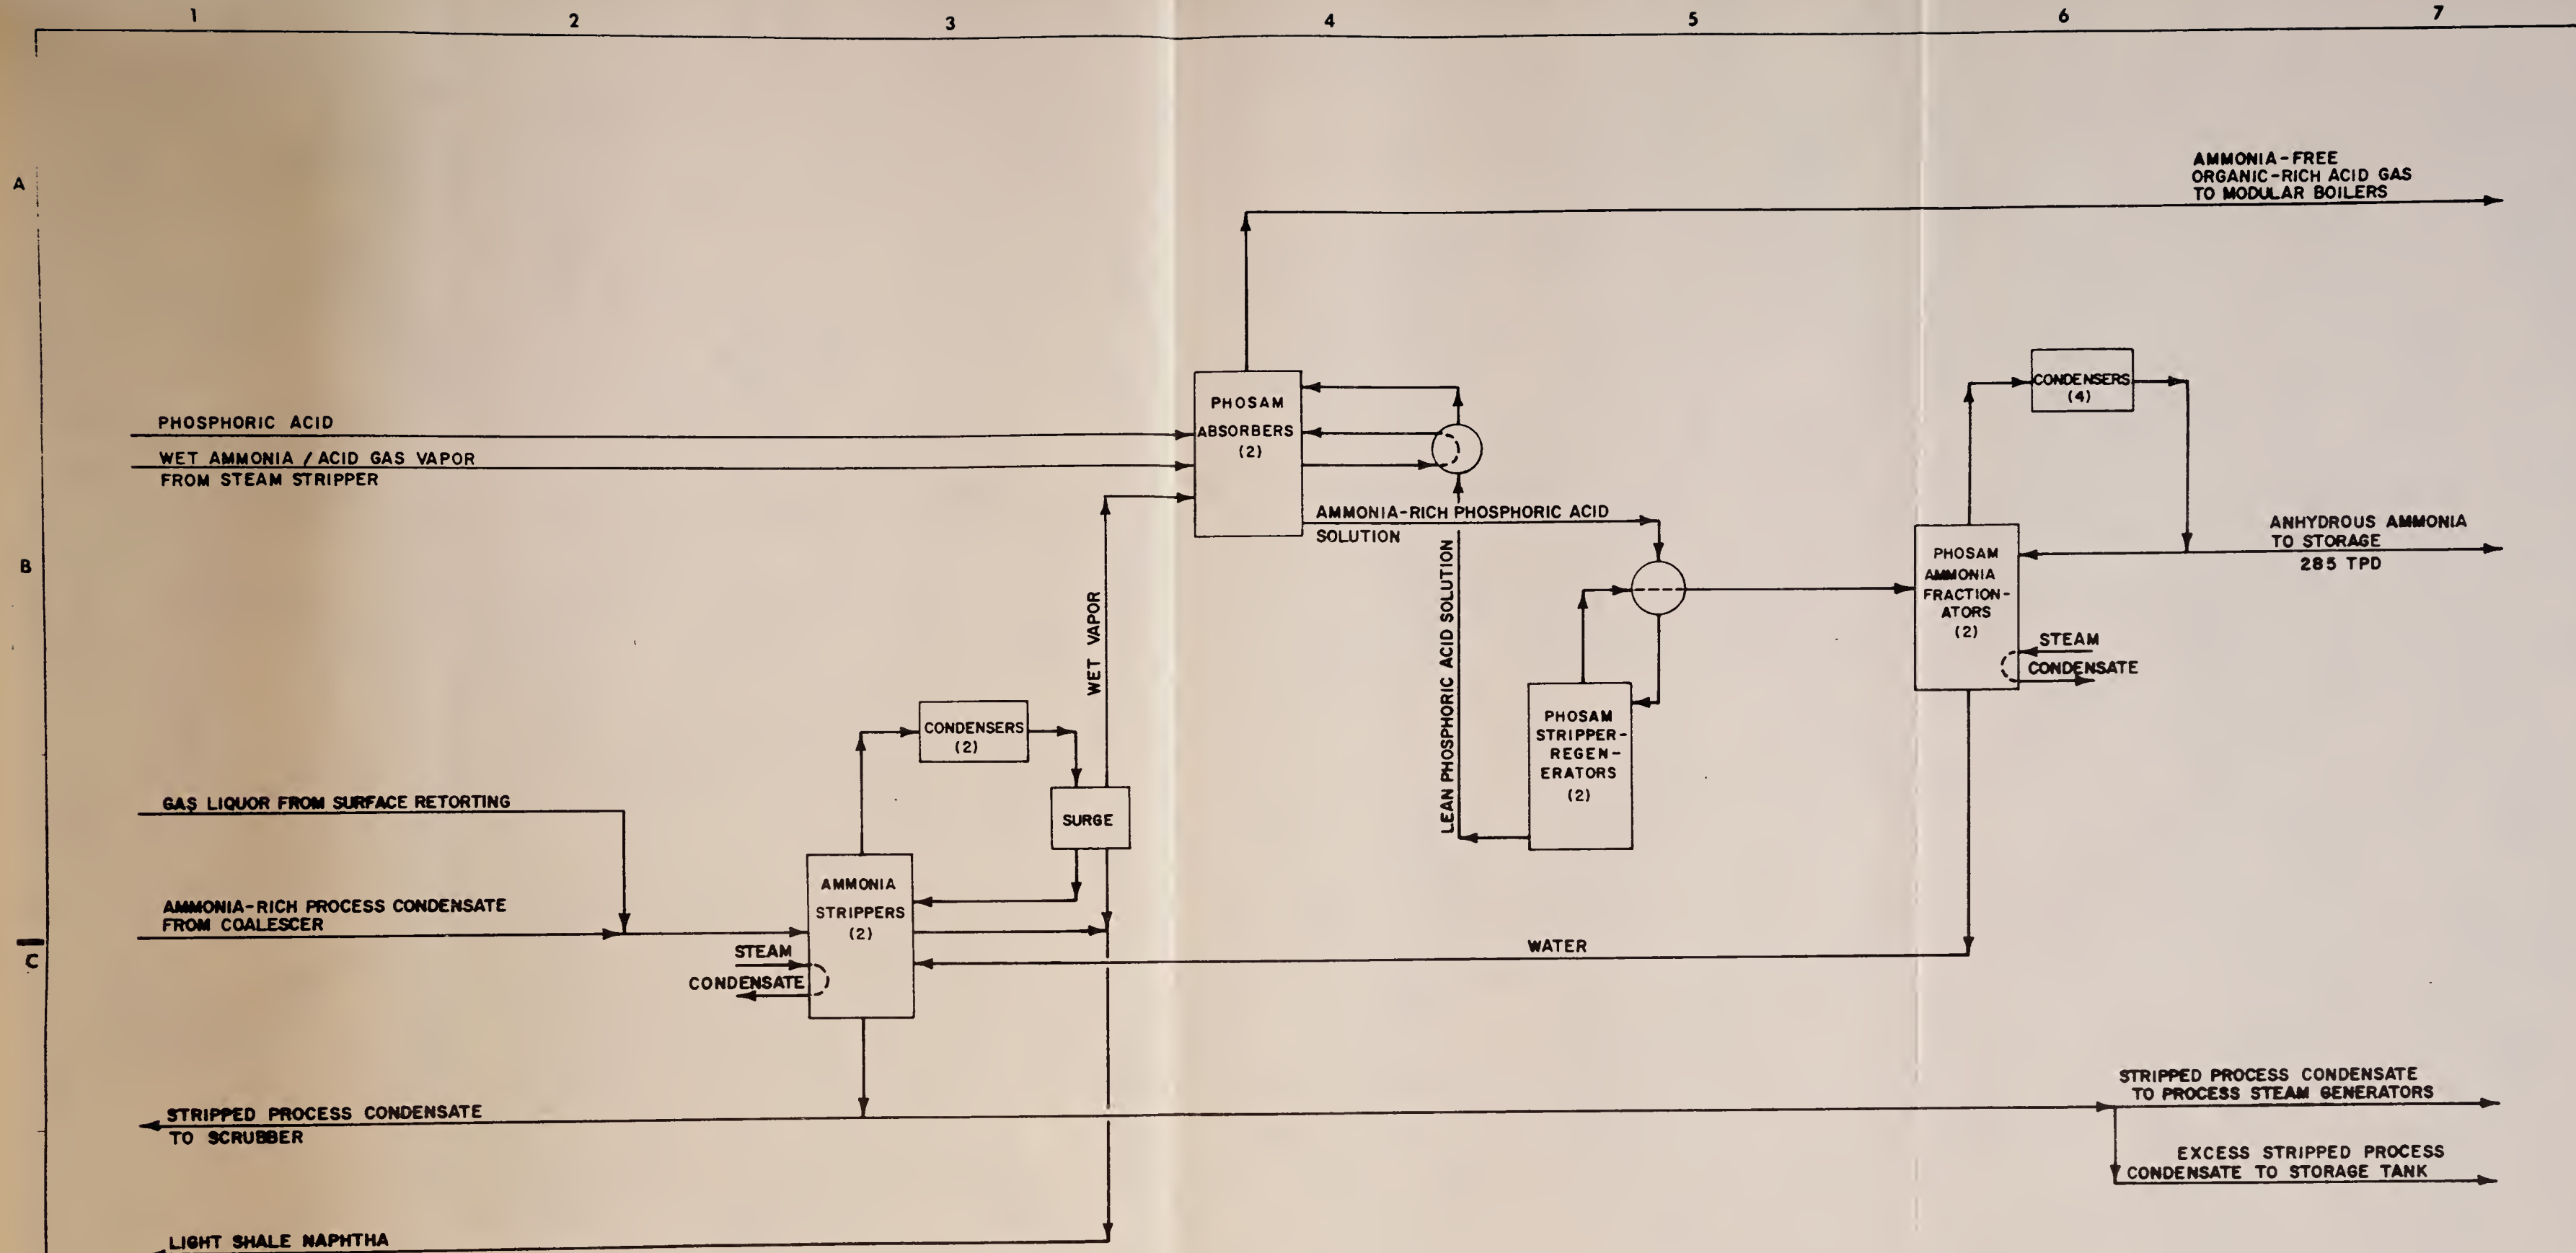 1 2 3 4 5 6 7
A
AMMONIA-FREE
ORGANIC-RICH ACID GAS
TO MODULAR BOILERS
PHOSPHORIC ACID
WET AMMONIA / ACID GAS VAPOR
FROM STEAM STRIPPER
PHOSAM
ABSORBERS
(2)
CONDENSERS
(4)
AMMONIA-RICH PHOSPHORIC ACID
SOLUTION
B
ANHYDROUS AMMONIA
TO STORAGE
285 TPD
PHOSAM
AMMONIA
FRACTION-
ATORS
(2)
STEAM
CONDENSATE
WET VAPOR
LEAN PHOSPHORIC ACID SOLUTION
PHOSAM
STRIPPER-
REGEN-
ERATORS
(2)
CONDENSERS
(2)
SURGE
GAS LIQUOR FROM SURFACE RETORTING
AMMONIA-RICH PROCESS CONDENSATE
FROM COALESCER
AMMONIA
STRIPPERS
(2)
STEAM
CONDENSATE
WATER
C
STRIPPED PROCESS CONDENSATE
TO SCRUBBER
STRIPPED PROCESS CONDENSATE
TO PROCESS STEAM GENERATORS
EXCESS STRIPPED PROCESS
CONDENSATE TO STORAGE TANK
LIGHT SHALE NAPHTHA